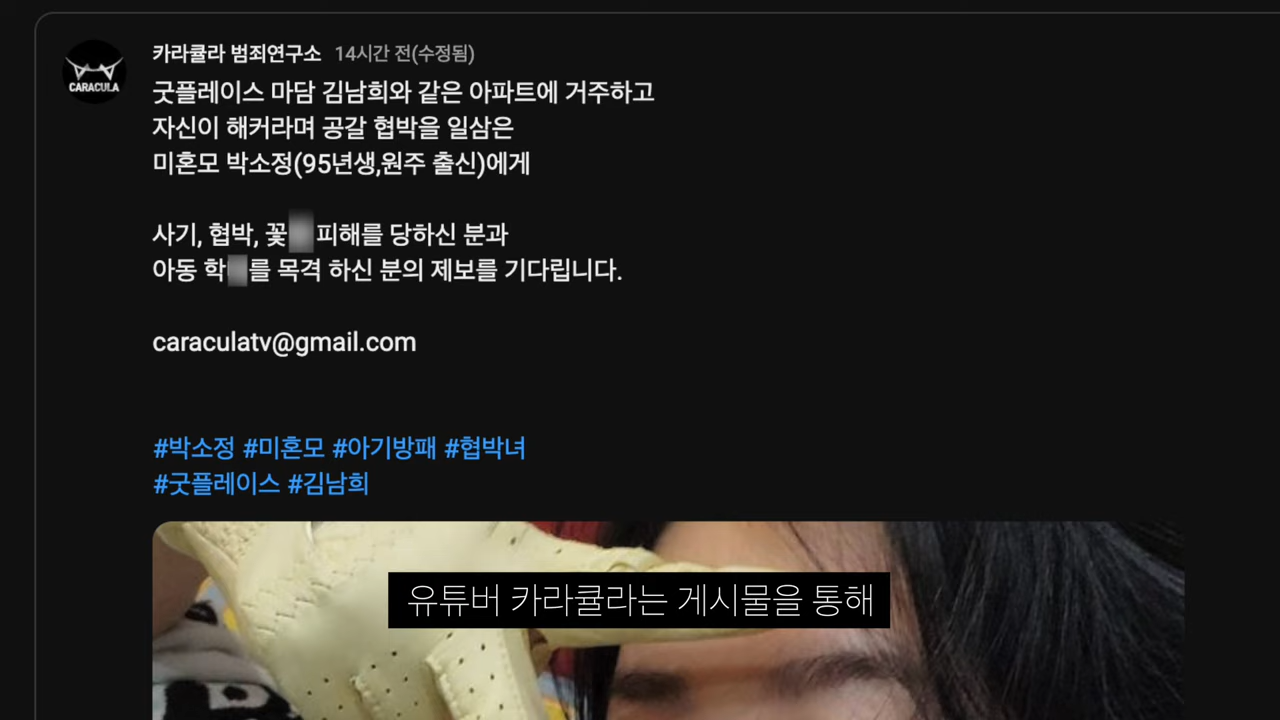 카라큘라 범죄연구소 14시간 전(수정됨)
CARACULA
굿플레이스 마담 김남희와 같은 아파트에 거주하고
자신이 해커라며 공갈 협박을 일삼은
미혼모 박소정(95년생,원주 출신)에게
사기, 협박, 꽃 피해를 당하신 분과
아동 학 를 목격 하신 분의 제보를 기다립니다.
caraculatv@gmail.com
#박소정 #미혼모 #아기방패 #협박녀
#굿플레이스 #김남희
유튜버 카라큘라는 게시물을 통해